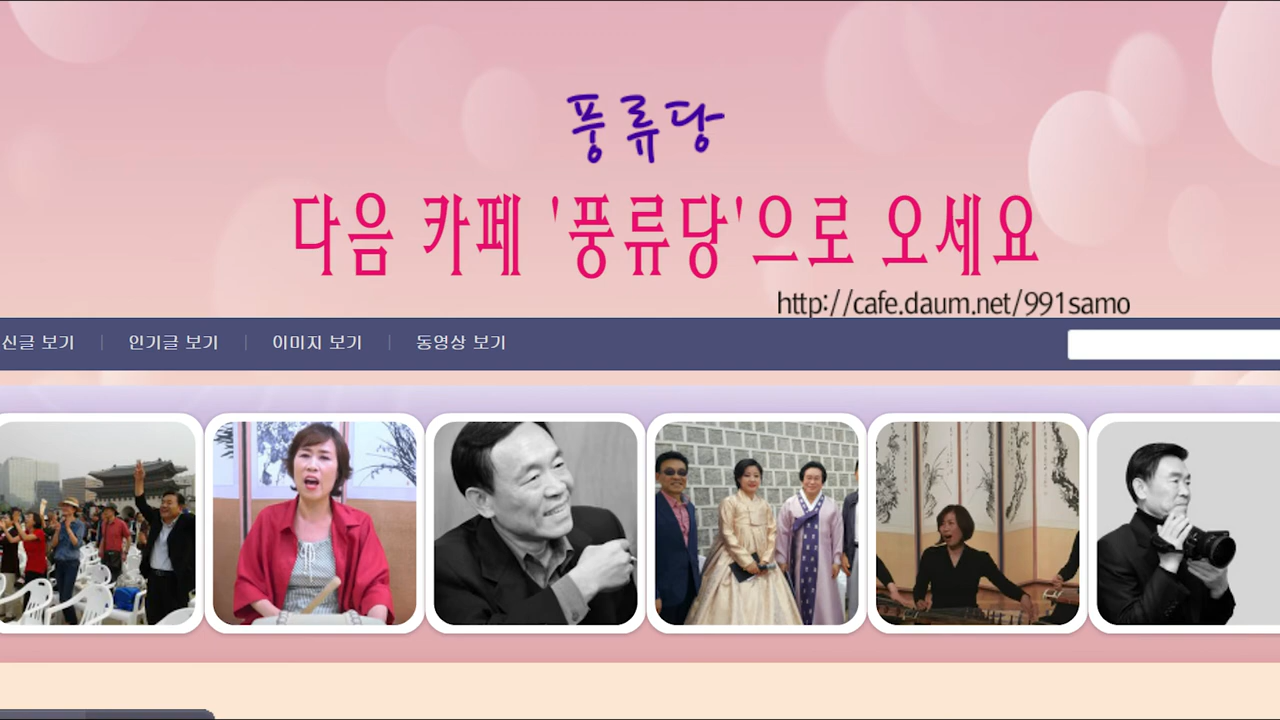 풍류당
다음 카페 '풍류당'으로 오세요
http://cafe.daum.net/991samo
신글 보기 | 인기글 보기 | 이미지 보기 | 동영상 보기